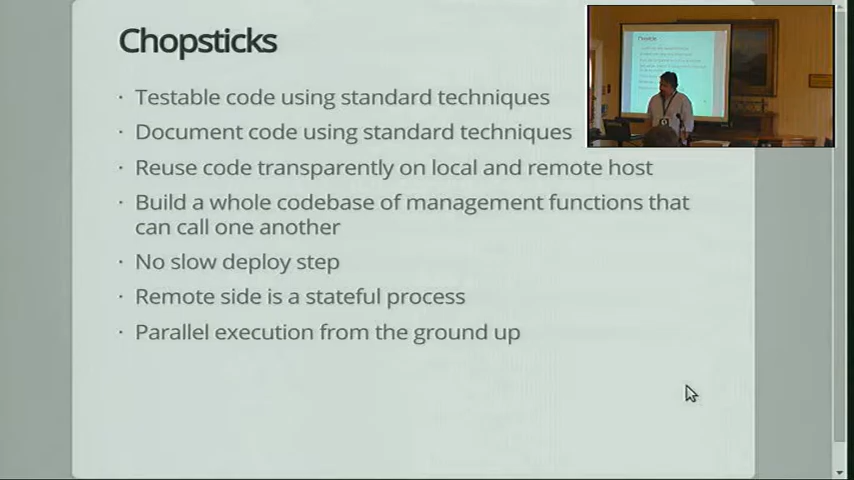 Chopsticks
· Testable code using standard techniques
· Document code using standard techniques
· Reuse code transparently on local and remote host
· Build a whole codebase of management functions that
can call one another
· No slow deploy step
· Remote side is a stateful process
· Parallel execution from the ground up